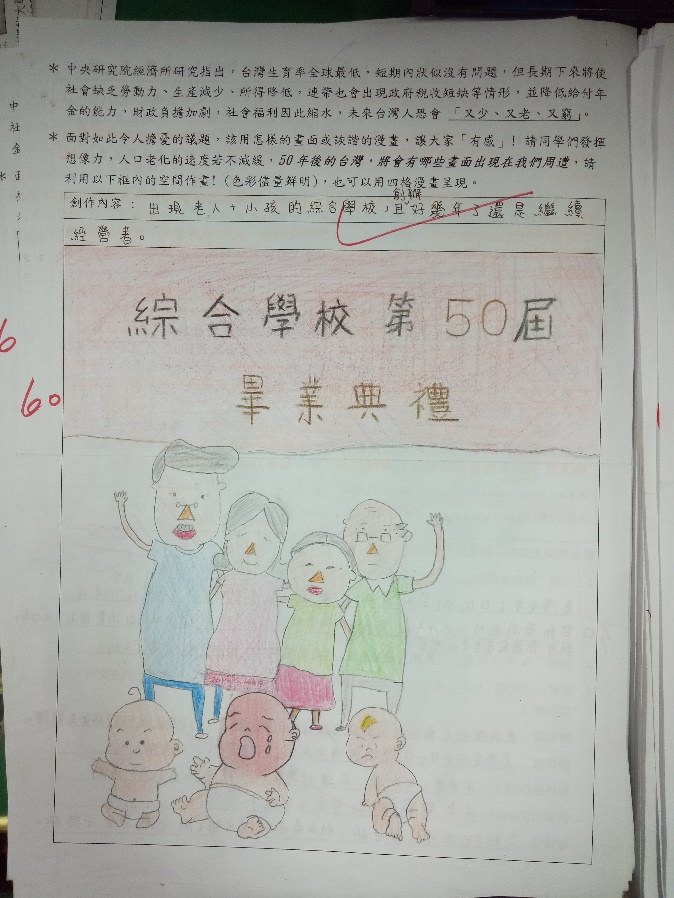 * 中央研究院經濟所研究指出，台灣生育率全球最低，短期內狀似沒有問題，但長期下來將使
社會缺乏勞動力、生產減少、所得降低，連帶也會出現政府稅收短缺等情形，並降低給付年
金的能力，財政負擔加劇，社會福利因此縮水，未來台灣人恐會「又少、又老、又窮」。
* 面對如此令人擔憂的議題，該用怎樣的畫面或詼諧的漫畫，讓大家「有感」！請同學們發揮
想像力，人口老化的速度若不減緩，50年後的台灣，將會有哪些畫面出現在我們周遭，請
利用以下框內的空間作畫！(色彩儘量鮮明)，也可以用四格漫畫呈現。
創作內容：出現老人+小孩的綜合學校，且好幾年了還是繼續
創辦
經營著。
綜合學校第50屆
畢業典禮
60